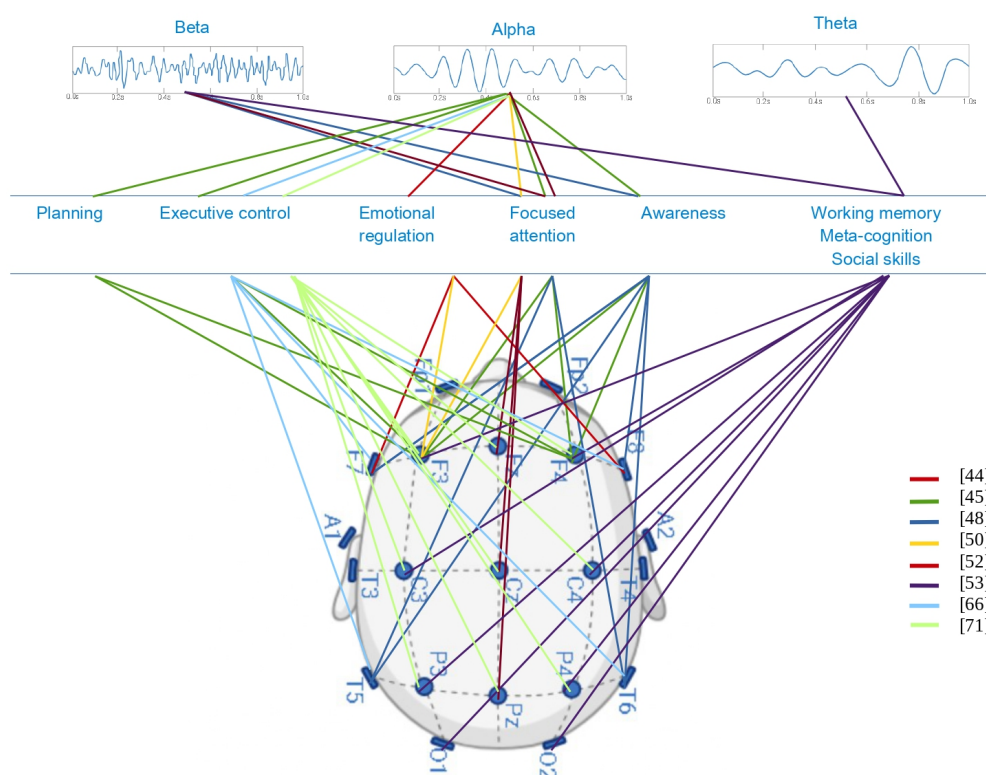 Beta
Alpha
Theta
0.0s 0.2s 0.4s 0.8s 1.0s
0.0s 0.2s 0.4s 0.6s 0.8s 1.0s
0.0s 0.2s 0.4s 0.6s 0.8s 1.0s
Planning
Executive control
Emotional
regulation
Focused
attention
Awareness
Working memory
Meta-cognition
Social skills
Fp1
Fp2
F7
F3
Fz
F4
F8
A1
A2
T3
C3
Cz
C4
T4
T5
P3
Pz
P4
T6
O1
O2
[44]
[45]
[48]
[50]
[52]
[53]
[66]
[71]